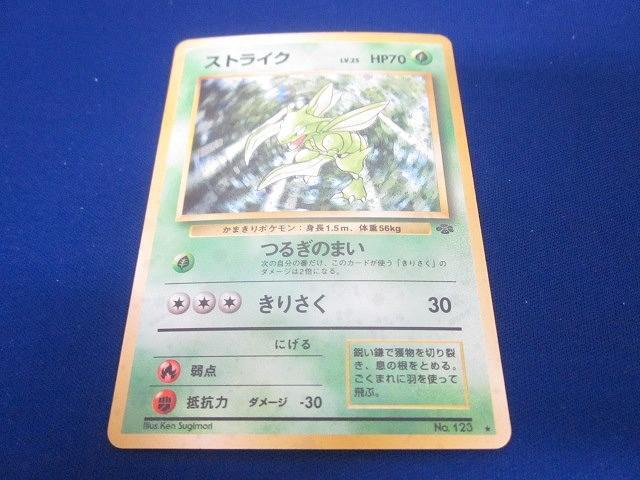 ストライク LV.25 HP70
かまきりポケモン：身長1.5m、体重56kg
つるぎのまい
次の自分の番だけ、このカードが使う「きりさく」の
ダメージは2倍になる。
きりさく 30
にげる
弱点
抵抗力 ダメージ -30
鋭い鎌で獲物を切り裂
き、息の根をとめる。
ごくまれに羽を使って
飛ぶ。
Illus. Ken Sugimori No. 123 ★